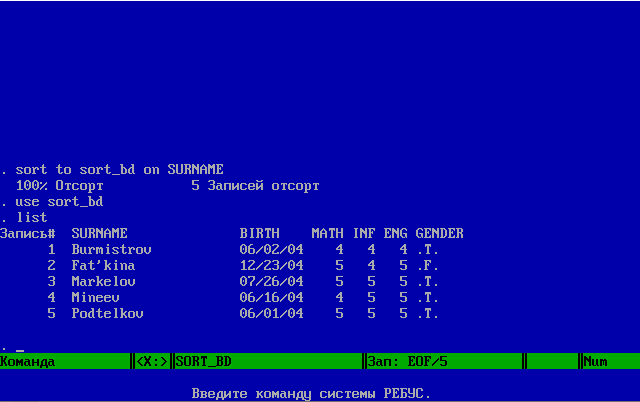 . sort to sort_bd on SURNAME
  100% Отсорт           5 Записей отсорт
. use sort_bd
. list
Запись#  SURNAME              BIRTH    MATH INF ENG GENDER
      1  Burmistrov           06/02/04    4   4   4 .T.
      2  Fat'kina             12/23/04    5   4   5 .F.
      3  Markelov             07/26/04    5   5   5 .T.
      4  Mineev               06/16/04    4   5   5 .T.
      5  Podtelkov            06/01/04    5   5   5 .T.
. _
Команда ║<X:>║SORT_BD ║Зап: EOF/5 ║ ║Num
Введите команду системы РЕБУС.